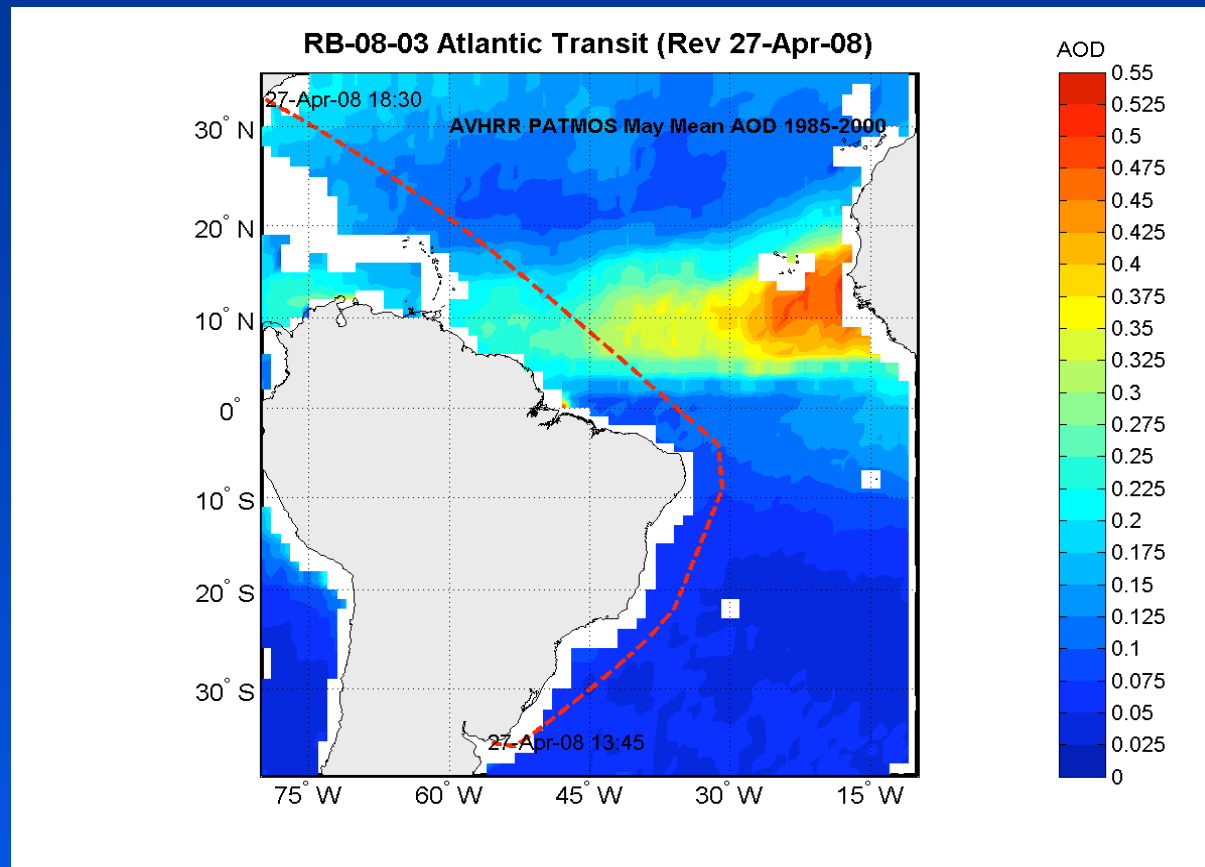 RB-08-03 Atlantic Transit (Rev 27-Apr-08)
AOD
27-Apr-08 18:30
AVHRR PATMOS May Mean AOD 1985-2000
30° N
20° N
10° N
0°
10° S
20° S
30° S
27-Apr-08 13:45
75° W 60° W 45° W 30° W 15° W
0.55
0.525
0.5
0.475
0.45
0.425
0.4
0.375
0.35
0.325
0.3
0.275
0.25
0.225
0.2
0.175
0.15
0.125
0.1
0.075
0.05
0.025
0